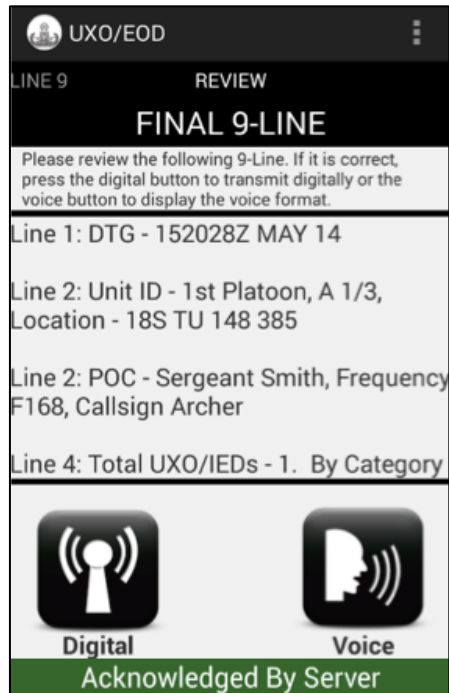 UXO/EOD
LINE 9 REVIEW
FINAL 9-LINE
Please review the following 9-Line. If it is correct,
press the digital button to transmit digitally or the
voice button to display the voice format.
Line 1: DTG - 152028Z MAY 14
Line 2: Unit ID - 1st Platoon, A 1/3,
Location - 18S TU 148 385
Line 2: POC - Sergeant Smith, Frequency
F168, Callsign Archer
Line 4: Total UXO/IEDs - 1. By Category
Digital Voice
Acknowledged By Server